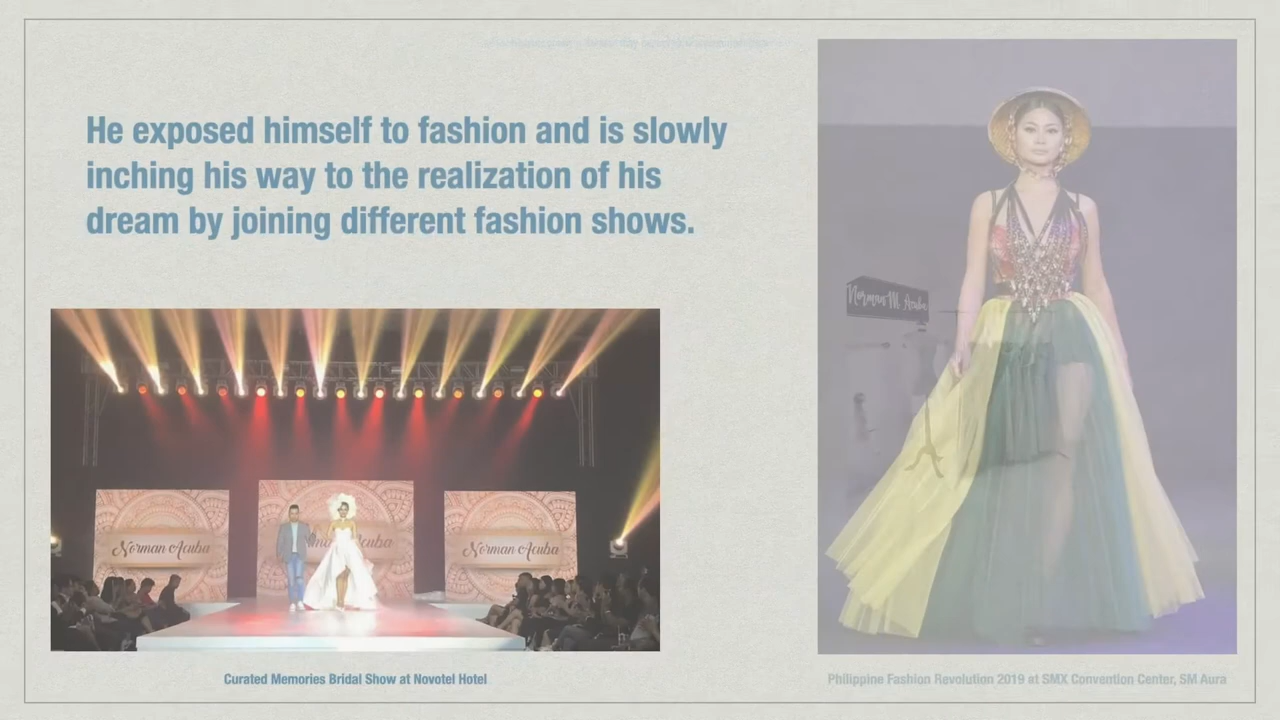 He exposed himself to fashion and is slowly
inching his way to the realization of his
dream by joining different fashion shows.
Norman M. Acuba
Norman Acuba
Acuba
Norman Acuba
Curated Memories Bridal Show at Novotel Hotel
Philippine Fashion Revolution 2019 at SMX Convention Center, SM Aura